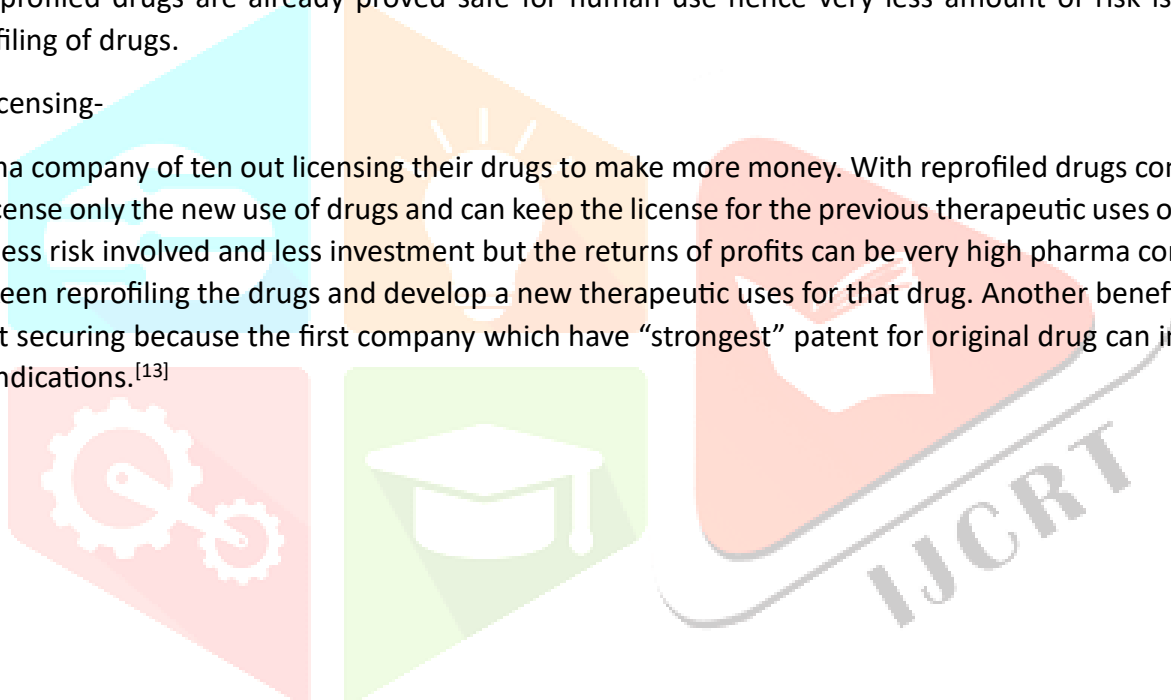 profiled drugs are already proved safe for human use hence very less amount of risk is
filing of drugs.
censing-
na company of ten out licensing their drugs to make more money. With reprofiled drugs cor
cense only the new use of drugs and can keep the license for the previous therapeutic uses o
less risk involved and less investment but the returns of profits can be very high pharma cor
een reprofiling the drugs and develop a new therapeutic uses for that drug. Another benef
t securing because the first company which have “strongest” patent for original drug can i
ndications.[13]
IJCRT